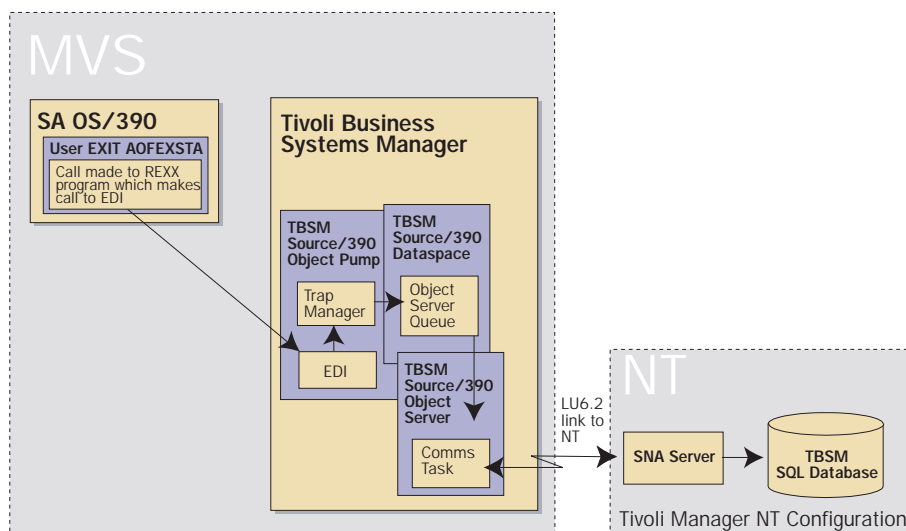 MVS
SA OS/390
User EXIT AOFEXSTA
Call made to REXX
program which makes
call to EDI
Tivoli Business
Systems Manager
TBSM
Source/390
Object Pump
Trap
Manager
EDI
TBSM
Source/390
Dataspace
Object
Server
Queue
TBSM
Source/390
Object
Server
Comms
Task
LU6.2
link to
NT
NT
SNA Server
TBSM
SQL Database
Tivoli Manager NT Configuration